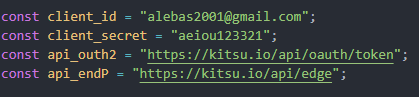 const client_id = "alebas2001@gmail.com";
const client_secret = "aeiou123321";
const api_outh2 = "https://kitsu.io/api/oauth/token";
const api_endP = "https://kitsu.io/api/edge";